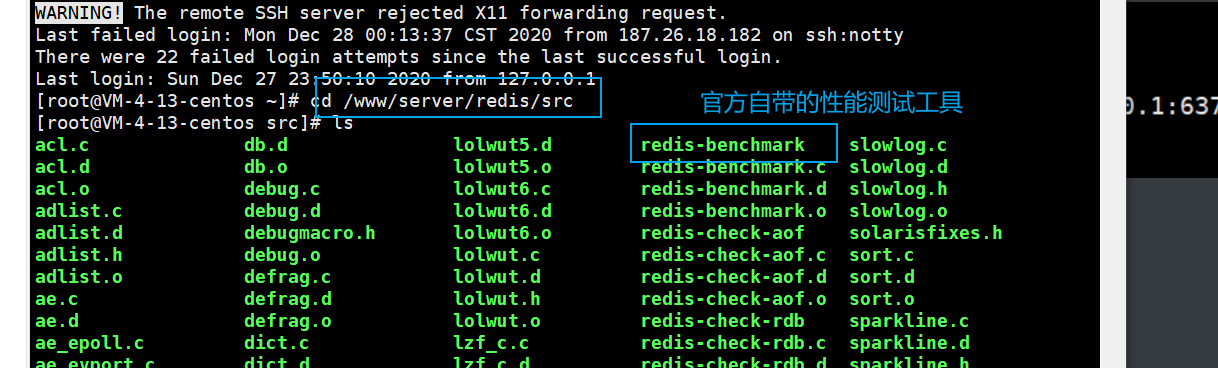 WARNING! The remote SSH server rejected X11 forwarding request.
Last failed login: Mon Dec 28 00:13:37 CST 2020 from 187.26.18.182 on ssh:notty
There were 22 failed login attempts since the last successful login.
Last login: Sun Dec 27 23:50:10 2020 from 127.0.0.1
[root@VM-4-13-centos ~]# cd /www/server/redis/src
官方自带的性能测试工具
0.1:637
[root@VM-4-13-centos src]# ls
acl.c db.d lolwut5.d redis-benchmark slowlog.c
acl.d db.o lolwut5.o redis-benchmark.c slowlog.d
acl.o debug.c lolwut6.c redis-benchmark.d slowlog.h
adlist.c debug.d lolwut6.d redis-benchmark.o slowlog.o
adlist.d debugmacro.h lolwut6.o redis-check-aof solarisfixes.h
adlist.h debug.o lolwut.c redis-check-aof.c sort.c
adlist.o defrag.c lolwut.d redis-check-aof.d sort.d
ae.c defrag.d lolwut.h redis-check-aof.o sort.o
ae.d defrag.o lolwut.o redis-check-rdb sparkline.c
ae_epoll.c dict.c lzf_c.c redis-check-rdb.c sparkline.d
ae_evport.c dict.d lzf_c.d redis-check-rdb.d sparkline.h